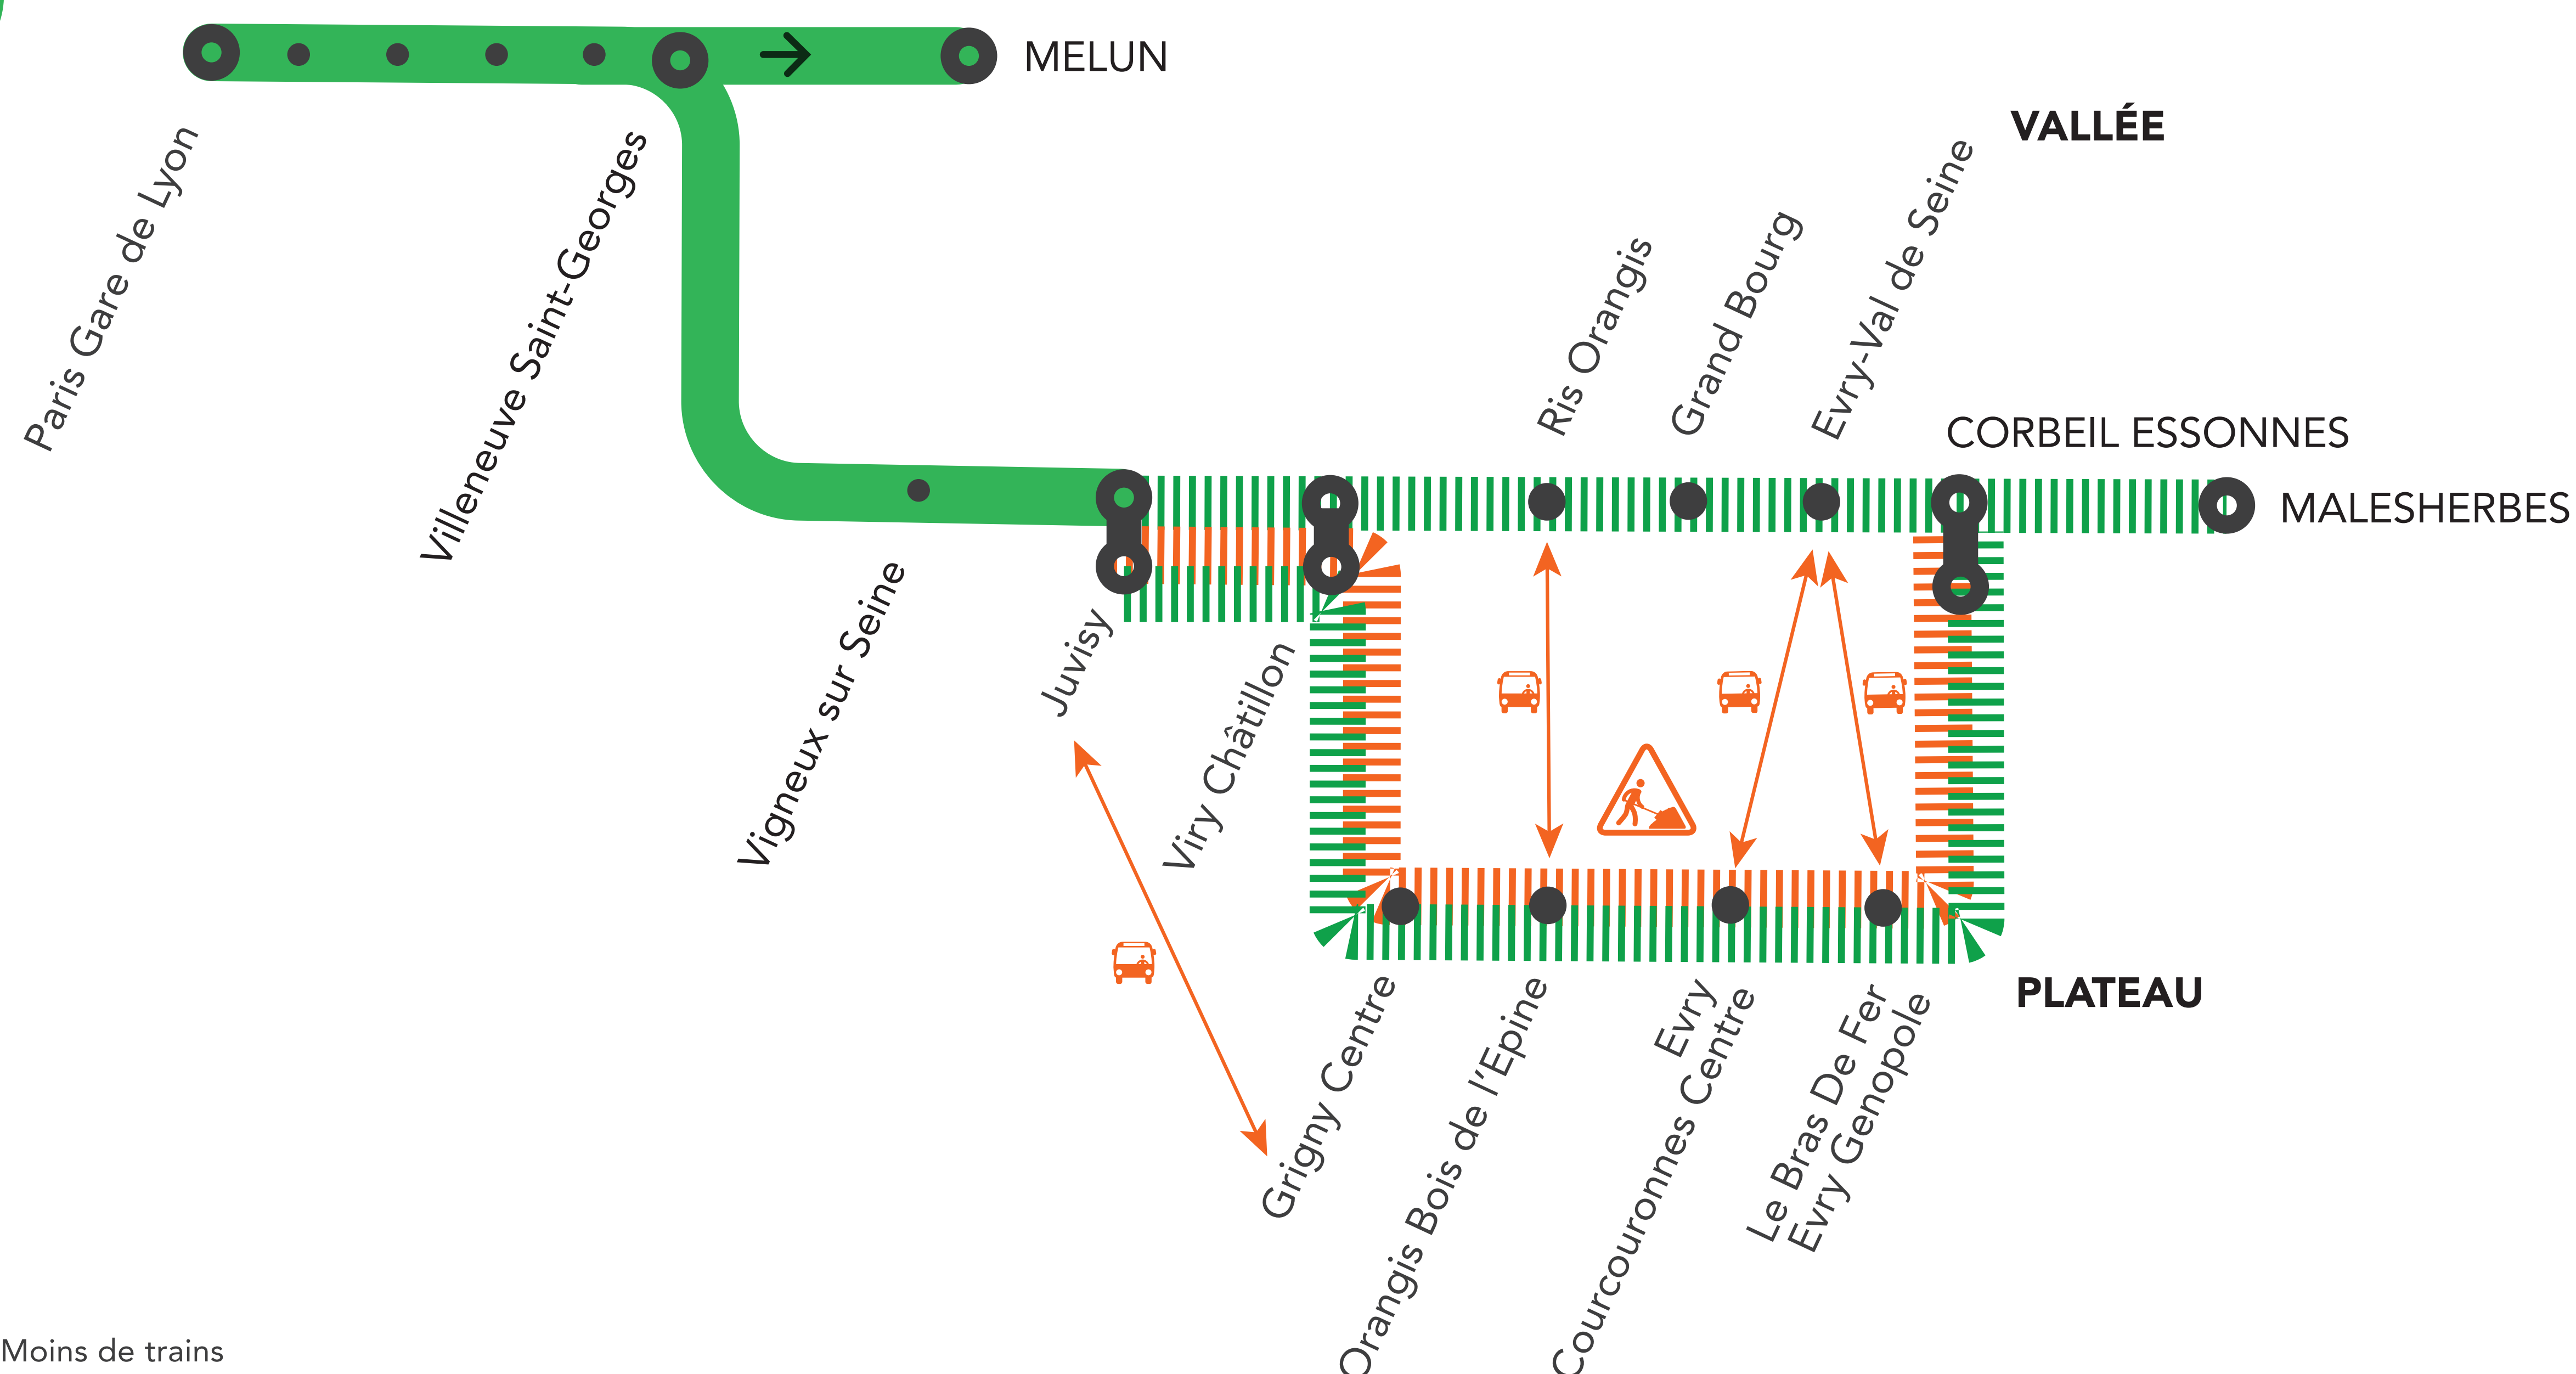 MELUN
VALLÉE
Paris Gare de Lyon
Villeneuve Saint-Georges
Vigneux sur Seine
Juvisy
Viry Châtillon
Ris Orangis
Grand Bourg
Evry-Val de Seine
CORBEIL ESSONNES
MALESHERBES
PLATEAU
Grigny Centre
Orangis Bois de l'Epine
Evry
Courcouronnes Centre
Le Bras De Fer
Evry Genopole
Moins de trains